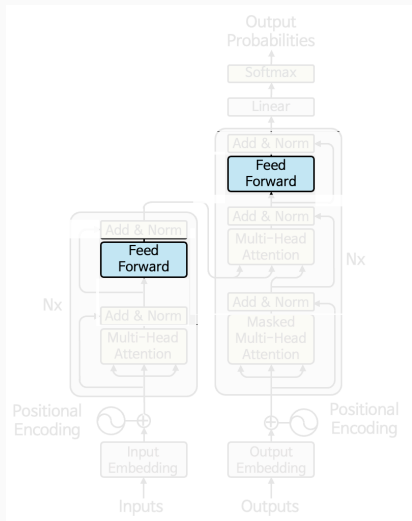 Output
Probabilities
Softmax
Linear
Add & Norm
Feed
Forward
Add & Norm
Multi-Head
Attention
Nx
Add & Norm
Masked
Multi-Head
Attention
Add & Norm
Feed
Forward
Nx
Add & Norm
Multi-Head
Attention
Positional
Encoding
Positional
Encoding
Input
Embedding
Output
Embedding
Inputs
Outputs